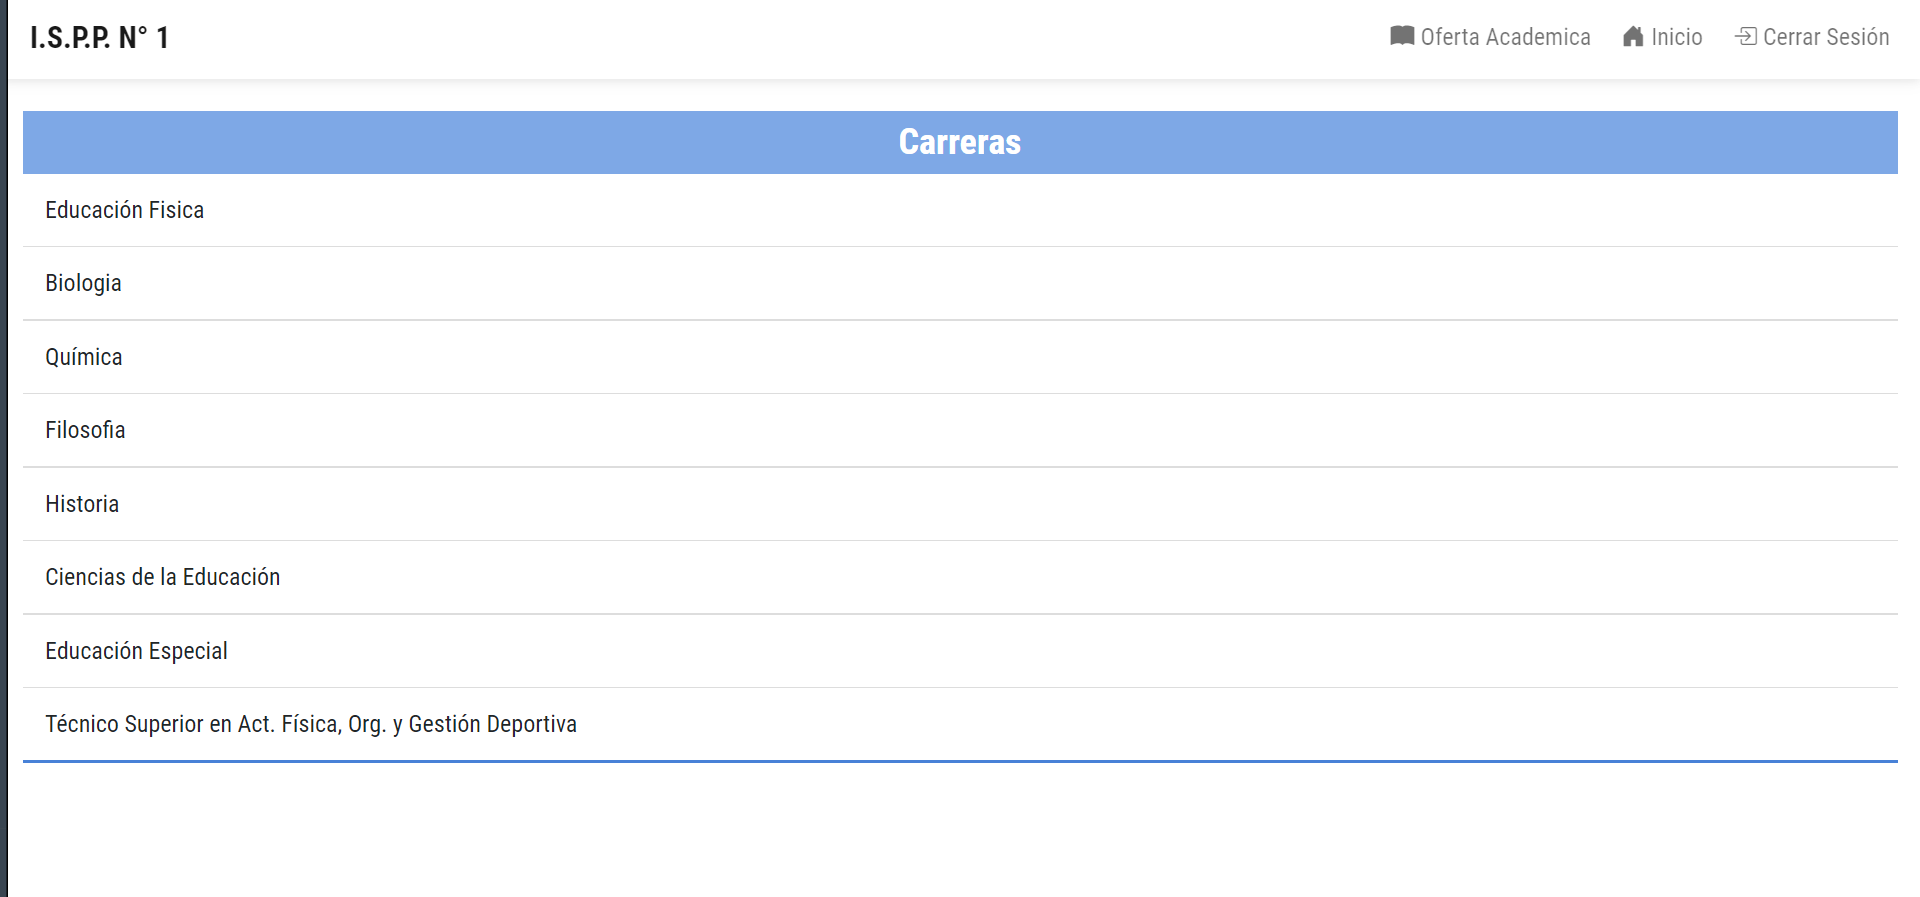 I.S.P.P. N° 1
Oferta Academica
Inicio
Cerrar Sesión
Carreras
Educación Fisica
Biologia
Química
Filosofia
Historia
Ciencias de la Educación
Educación Especial
Técnico Superior en Act. Física, Org. y Gestión Deportiva